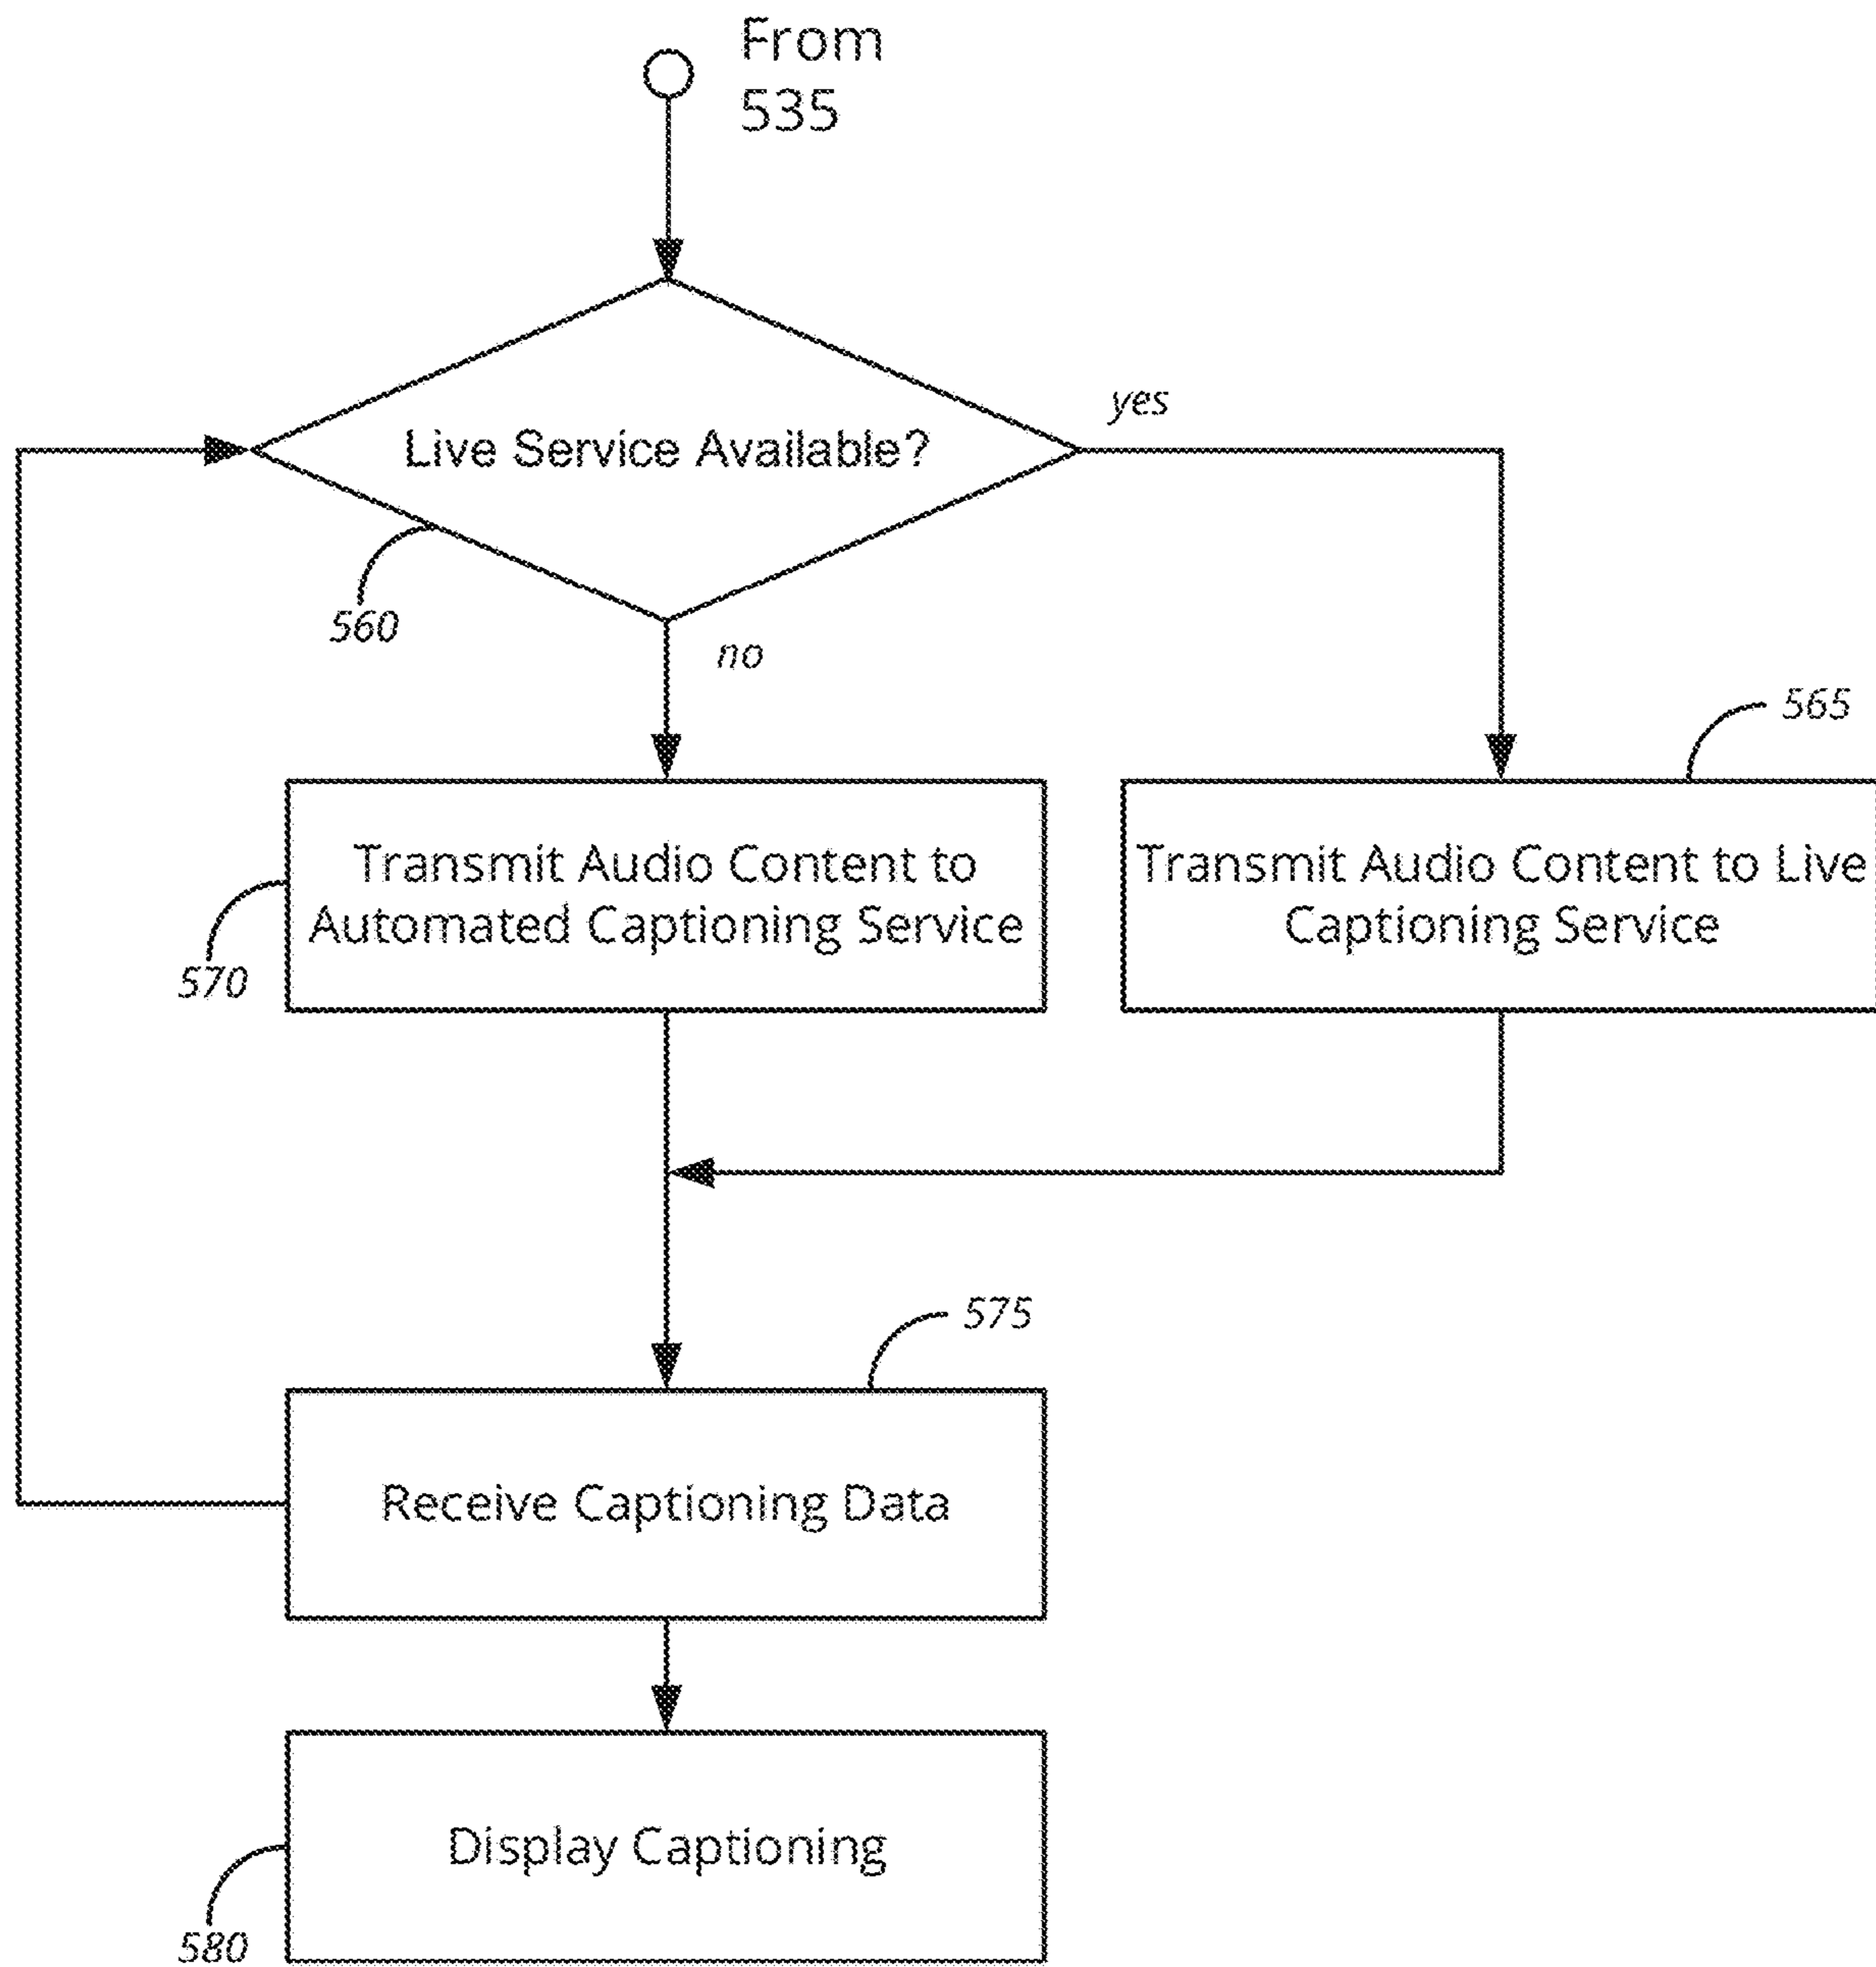 From
535
Live Service Available?
yes
560
no
565
Transmit Audio Content to
Automated Captioning Service
Transmit Audio Content to Live
Captioning Service
570
575
Receive Captioning Data
Display Captioning
580